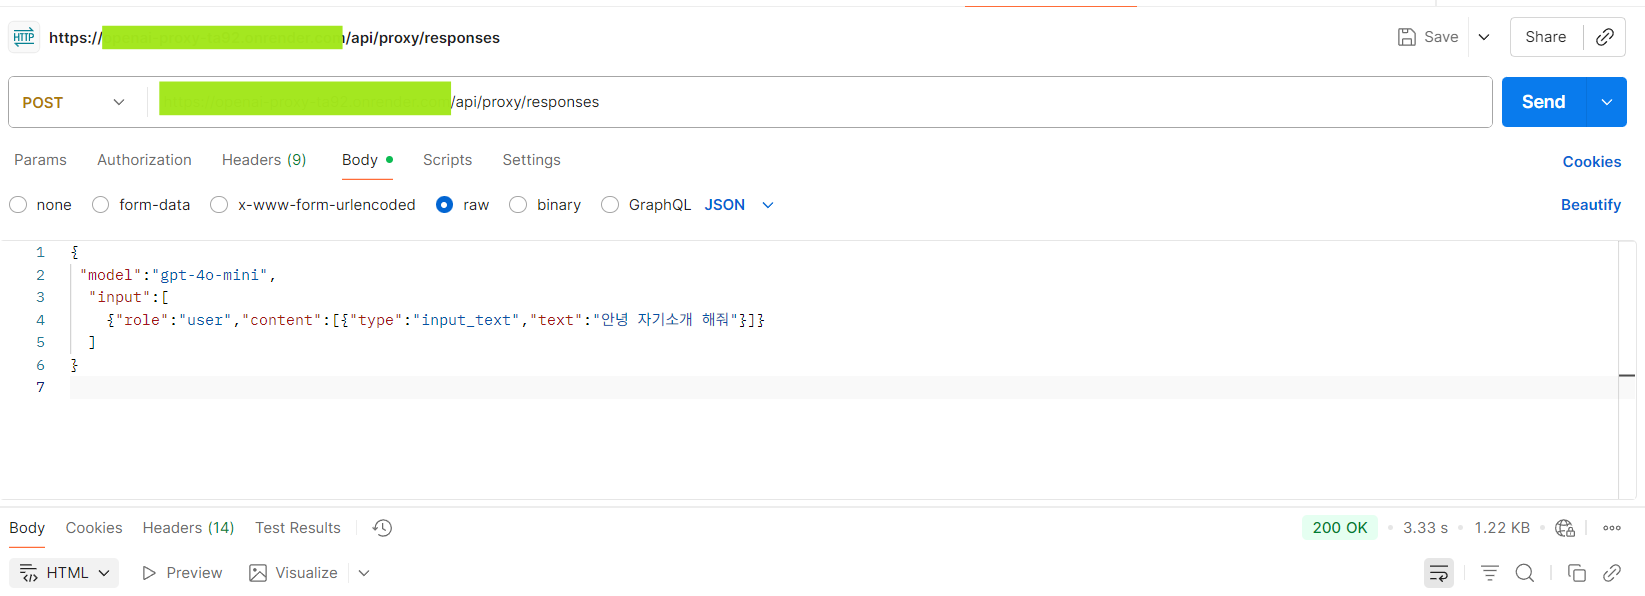 HTTP https:// /api/proxy/responses Save Share
POST /api/proxy/responses Send
Params Authorization Headers (9) Body Scripts Settings Cookies
none form-data x-www-form-urlencoded raw binary GraphQL JSON Beautify
1 {
2 "model":"gpt-4o-mini",
3 "input":[
4 {"role":"user","content":[{"type":"input_text","text":"안녕 자기소개 해줘"}]}
5 ]
6 }
7
Body Cookies Headers (14) Test Results 200 OK • 3.33 s • 1.22 KB
HTML Preview Visualize